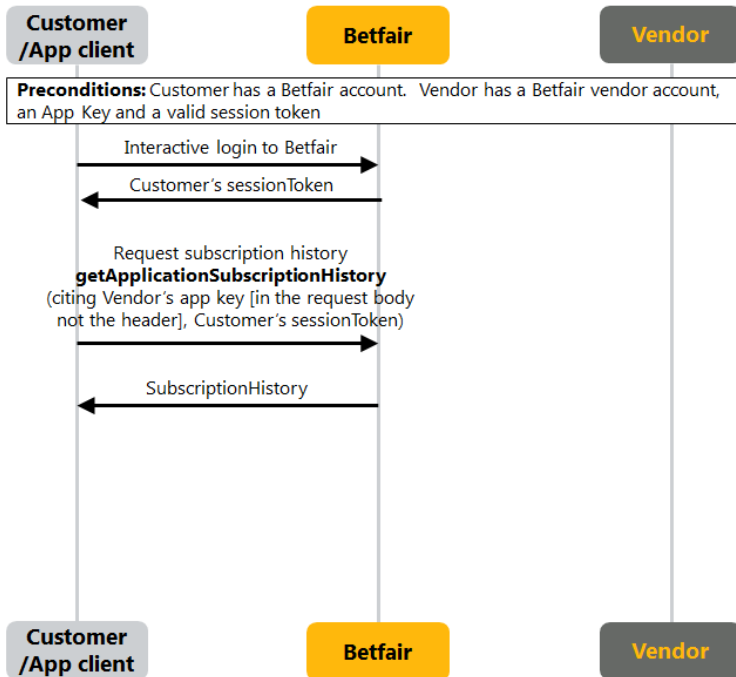 Customer
/App client
Betfair
Vendor
Preconditions: Customer has a Betfair account. Vendor has a Betfair vendor account,
an App Key and a valid session token
Interactive login to Betfair
Customer's sessionToken
Request subscription history
getApplicationSubscriptionHistory
(citing Vendor's app key [in the request body
not the header], Customer's sessionToken)
SubscriptionHistory
Customer
/App client
Betfair
Vendor